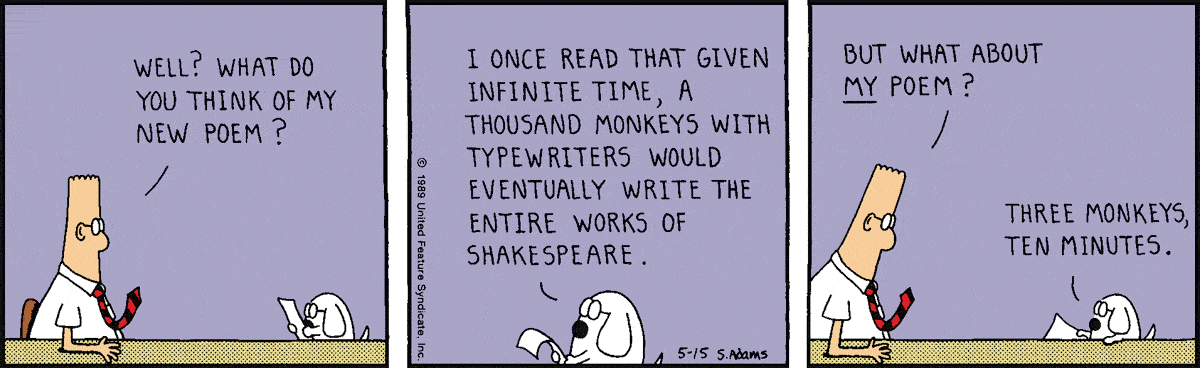 WELL? WHAT DO
YOU THINK OF MY
NEW POEM?
I ONCE READ THAT GIVEN
INFINITE TIME, A
THOUSAND MONKEYS WITH
TYPEWRITERS WOULD
EVENTUALLY WRITE THE
ENTIRE WORKS OF
SHAKESPEARE.
© 1989 United Feature Syndicate, Inc.
5-15 S.Adams
BUT WHAT ABOUT
MY POEM?
THREE MONKEYS,
TEN MINUTES.